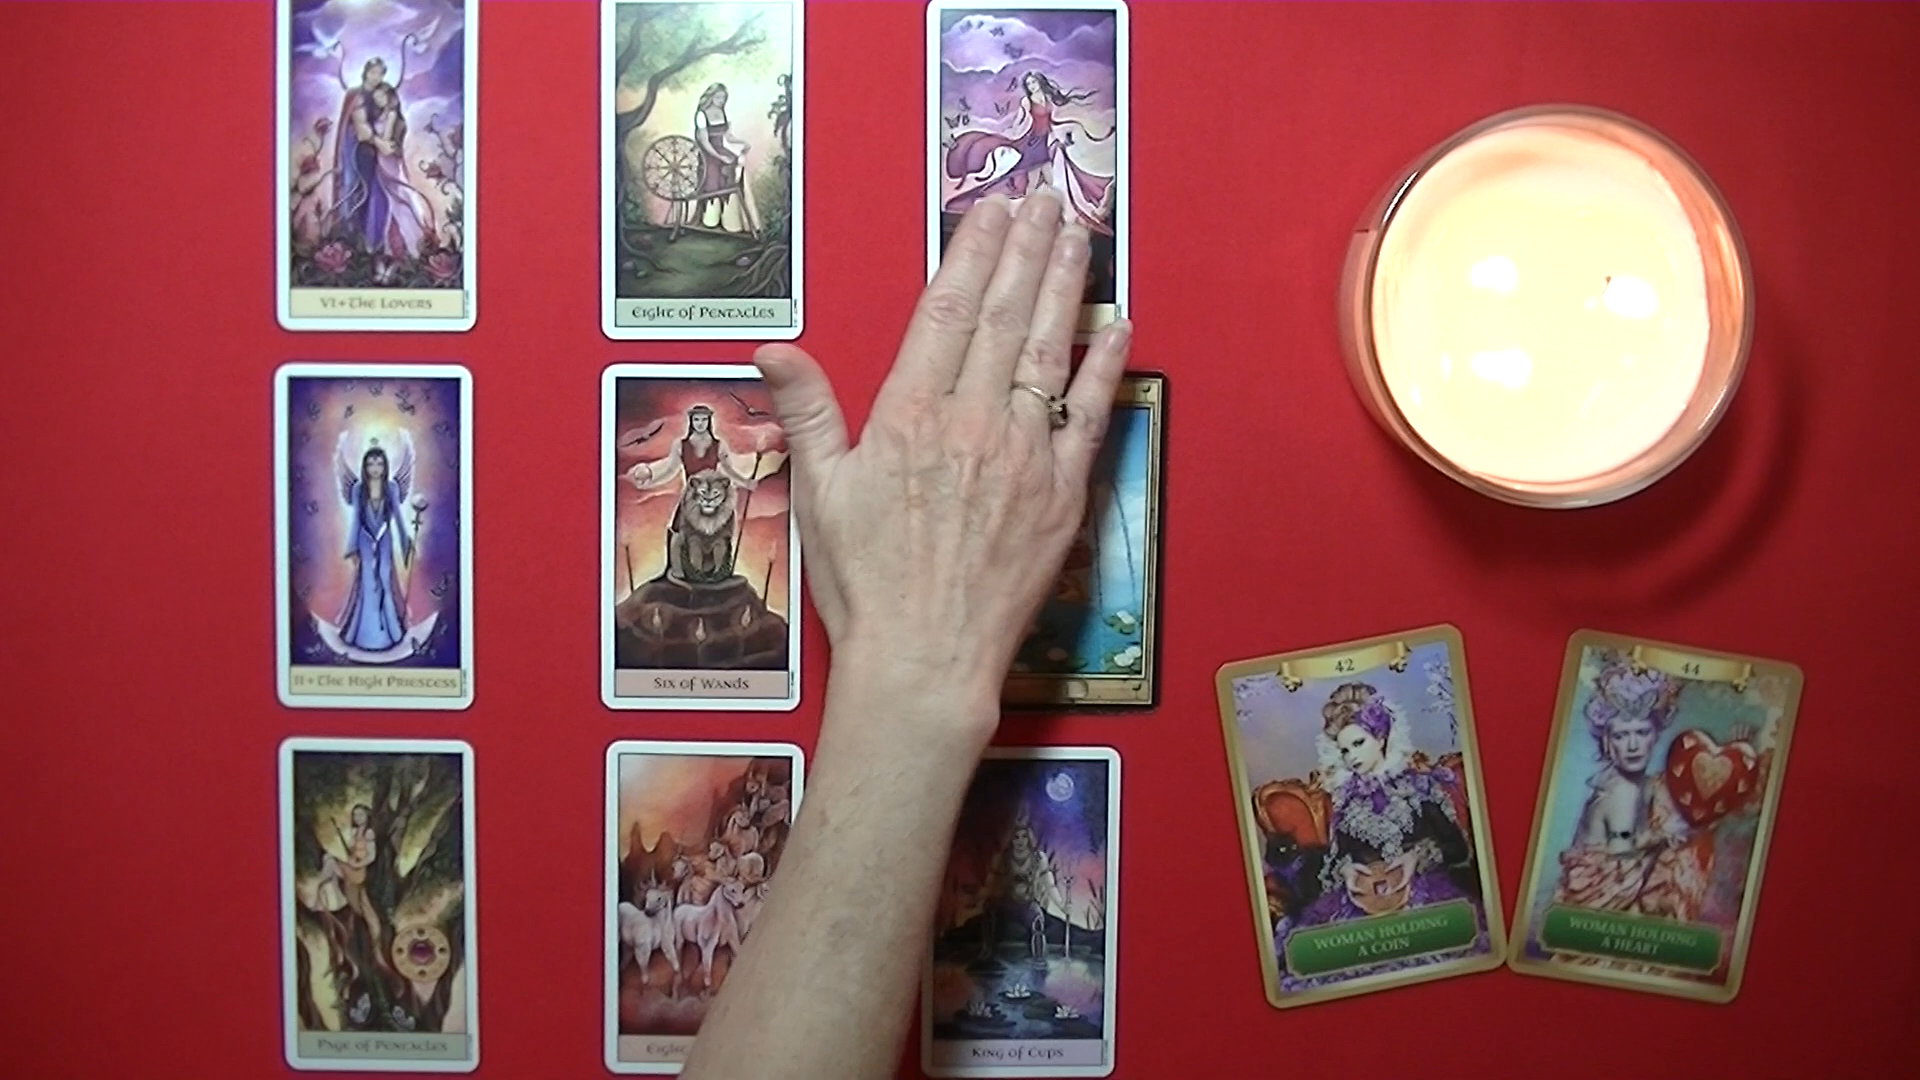 VI ✦ The Lovers
Eight of Pentacles
II ✦ The High Priestess
Six of Wands
Page of Pentacles
Eight
King of Cups
42
WOMAN HOLDING
A COIN
44
WOMAN HOLDING
A HEART